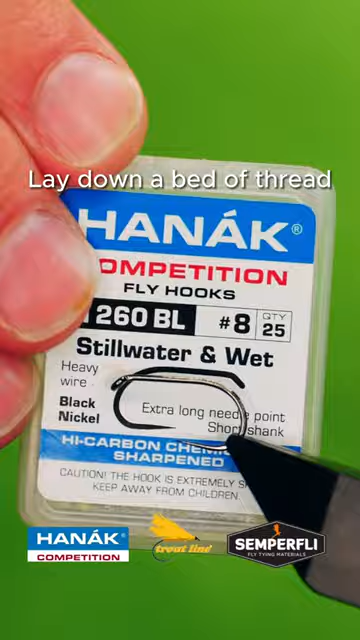 Lay down a bed of thread
HANÁK®
COMPETITION
FLY HOOKS
260 BL
#8
QTY
25
Stillwater & Wet
Heavy
wire
Black
Nickel
Extra long needle point
Short shank
HI-CARBON
SHARPENED
CAUTION! THE HOOK IS EXTREMELY
KEEP AWAY FROM CHILDREN.
HANÁK®
COMPETITION
trout line
SEMPERFLI
FLY TYING MATERIALS